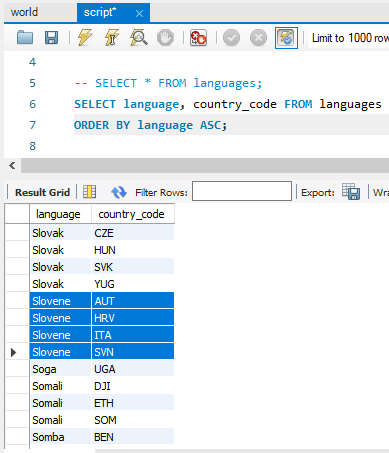 world
script*
Limit to 1000 row
4
5 -- SELECT * FROM languages;
6 SELECT language, country_code FROM languages
7 ORDER BY language ASC;
8
Result Grid Filter Rows: Export: Wra
language country_code
Slovak CZE
Slovak HUN
Slovak SVK
Slovak YUG
Slovene AUT
Slovene HRV
Slovene ITA
Slovene SVN
Soga UGA
Somali DJI
Somali ETH
Somali SOM
Somba BEN